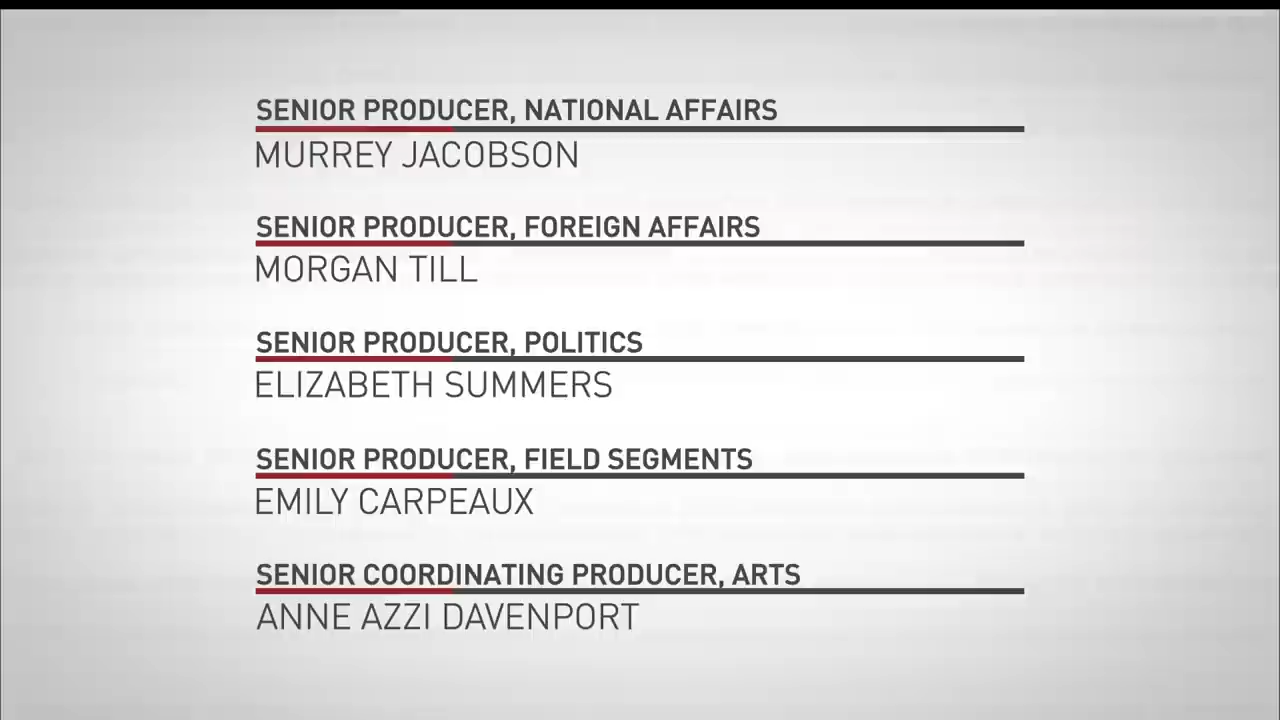 SENIOR PRODUCER, NATIONAL AFFAIRS
MURREY JACOBSON
SENIOR PRODUCER, FOREIGN AFFAIRS
MORGAN TILL
SENIOR PRODUCER, POLITICS
ELIZABETH SUMMERS
SENIOR PRODUCER, FIELD SEGMENTS
EMILY CARPEAUX
SENIOR COORDINATING PRODUCER, ARTS
ANNE AZZI DAVENPORT